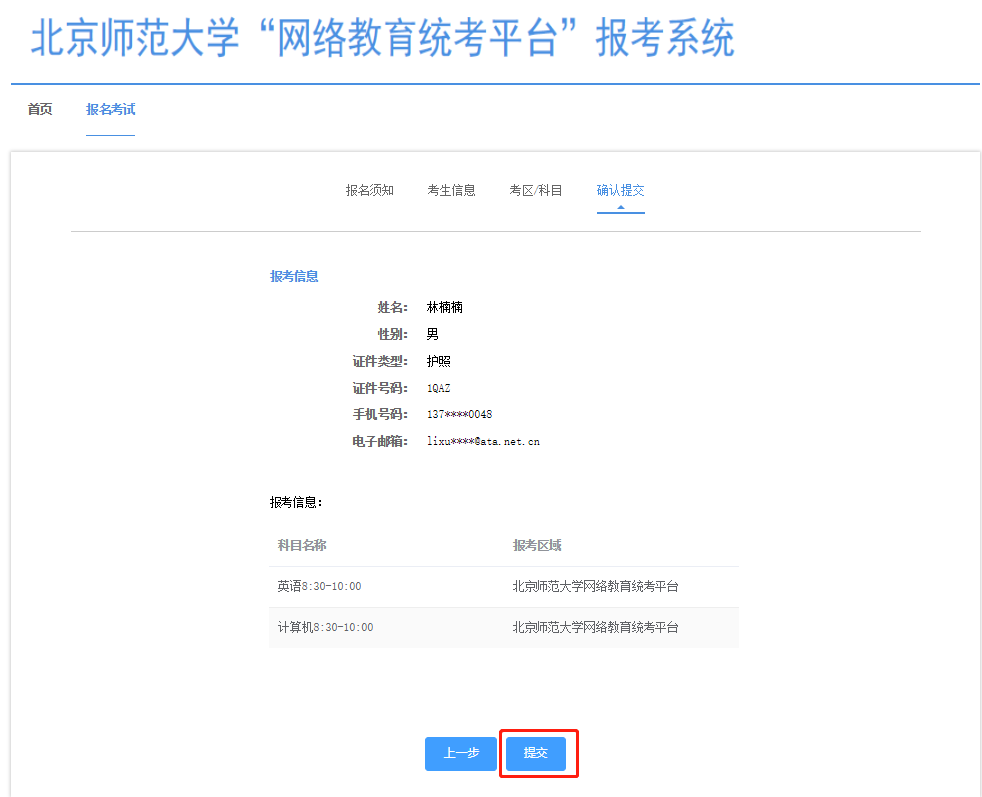 北京师范大学“网络教育统考平台”报考系统
首页 报名考试
报名须知 考生信息 考区/科目 确认提交
报考信息
姓名： 林楠楠
性别： 男
证件类型： 护照
证件号码： 1QAZ
手机号码： 137****0048
电子邮箱： lixu****@ata.net.cn
报考信息：
科目名称 报考区域
英语8:30-10:00 北京师范大学网络教育统考平台
计算机8:30-10:00 北京师范大学网络教育统考平台
上一步 提交